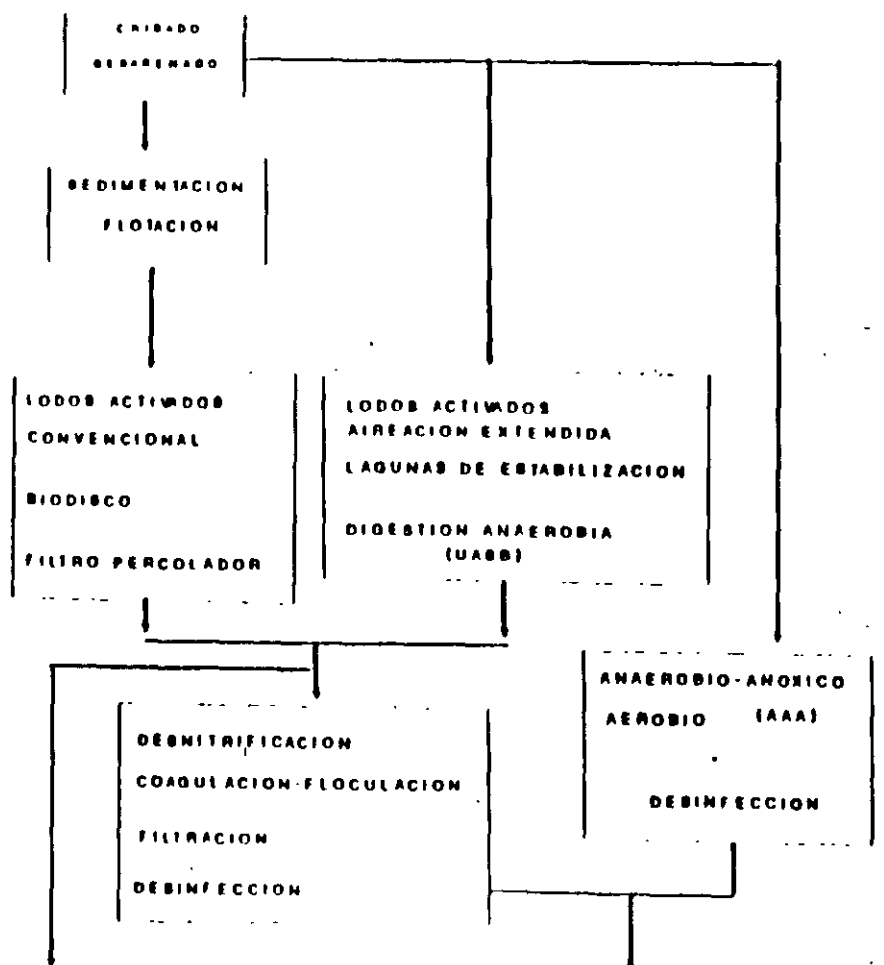 CRIBADO
DESARENADO
SEDIMENTACION
FLOTACION
LODOS ACTIVADOS
CONVENCIONAL
BIODISCO
FILTRO PERCOLADOR
LODOS ACTIVADOS
AIREACION EXTENDIDA
LAGUNAS DE ESTABILIZACION
DIGESTION ANAEROBIA
(UASB)
ANAEROBIO-ANOXICO
AEROBIO (AAA)
DESINFECCION
DESNITRIFICACION
COAGULACION-FLOCULACION
FILTRACION
DESINFECCION